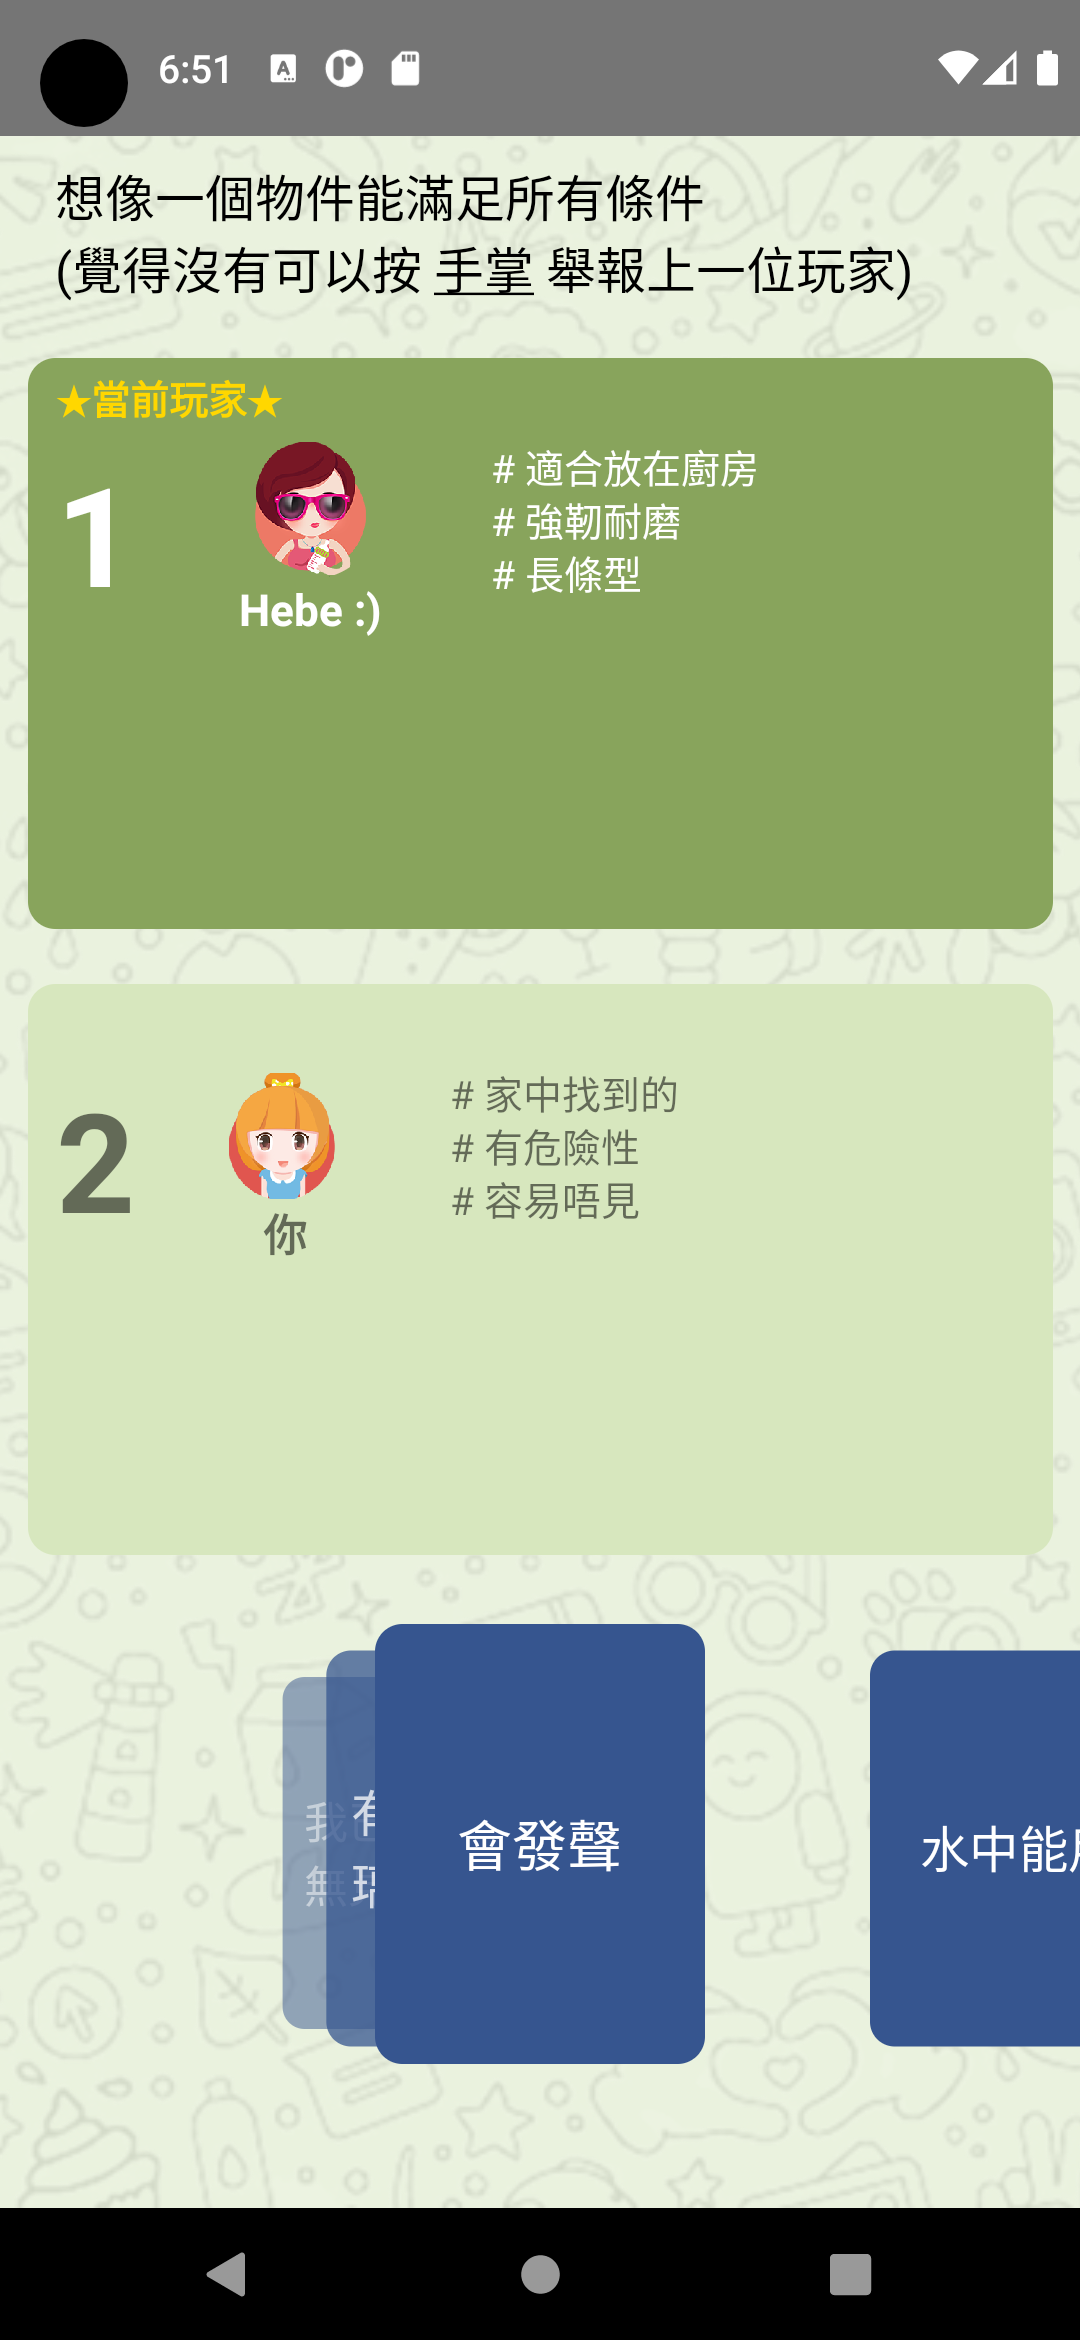 6:51
想像一個物件能滿足所有條件
(覺得沒有可以按 手堂 舉報上一位玩家)
★當前玩家★
1
Hebe :)
# 適合放在廚房
# 強韌耐磨
# 長條型
2
你
# 家中找到的
# 有危險性
# 容易唔見
我
無
有
會發聲
水中能